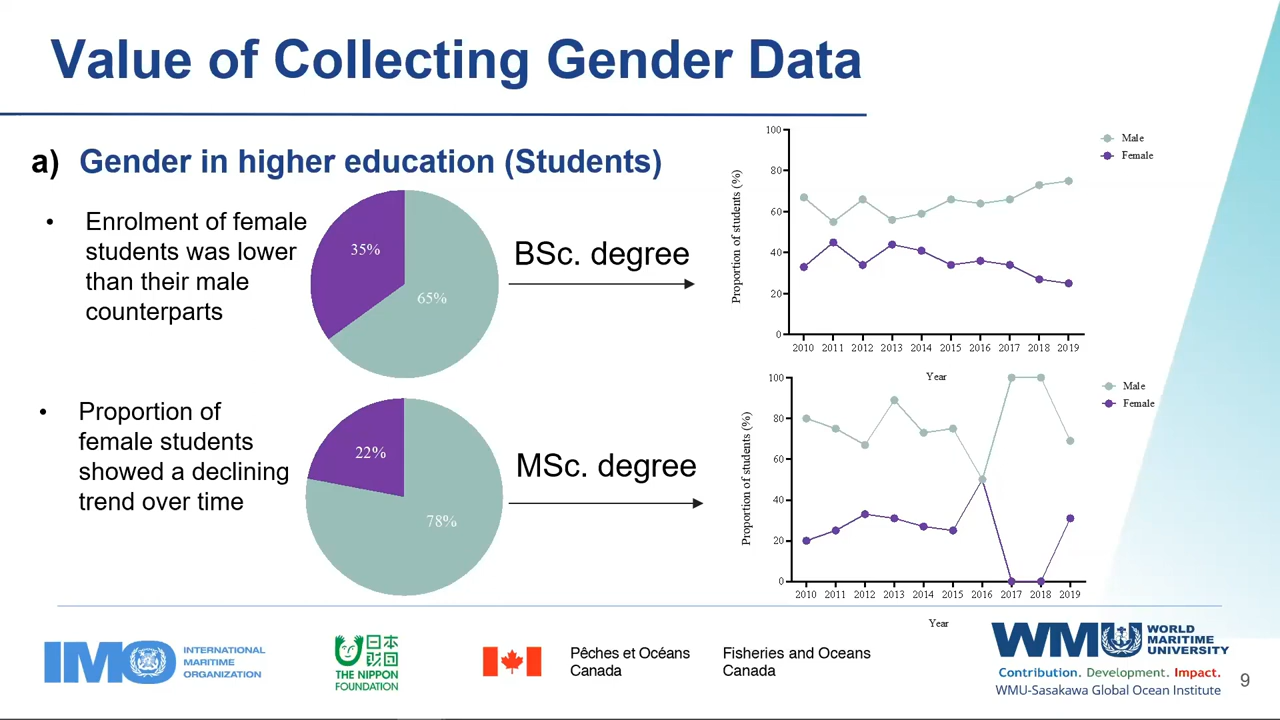 Value of Collecting Gender Data
a) Gender in higher education (Students)
• Enrolment of female
students was lower
than their male
counterparts
35%
65%
BSc. degree
Proportion of students (%)
100
80
60
40
20
0
2010 2011 2012 2013 2014 2015 2016 2017 2018 2019
Year
Male
Female
• Proportion of
female students
showed a declining
trend over time
22%
78%
MSc. degree
Proportion of students (%)
100
80
60
40
20
0
2010 2011 2012 2013 2014 2015 2016 2017 2018 2019
Year
Male
Female
IMO
INTERNATIONAL
MARITIME
ORGANIZATION
日本
財団
THE NIPPON
FOUNDATION
Pêches et Océans
Canada
Fisheries and Oceans
Canada
WMU
WORLD
MARITIME
UNIVERSITY
Contribution. Development. Impact.
WMU-Sasakawa Global Ocean Institute
9